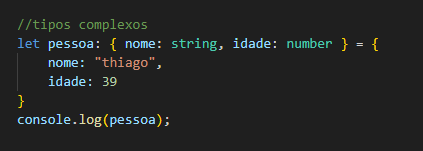 //tipos complexos
let pessoa: { nome: string, idade: number } = {
    nome: "thiago",
    idade: 39
}
console.log(pessoa);